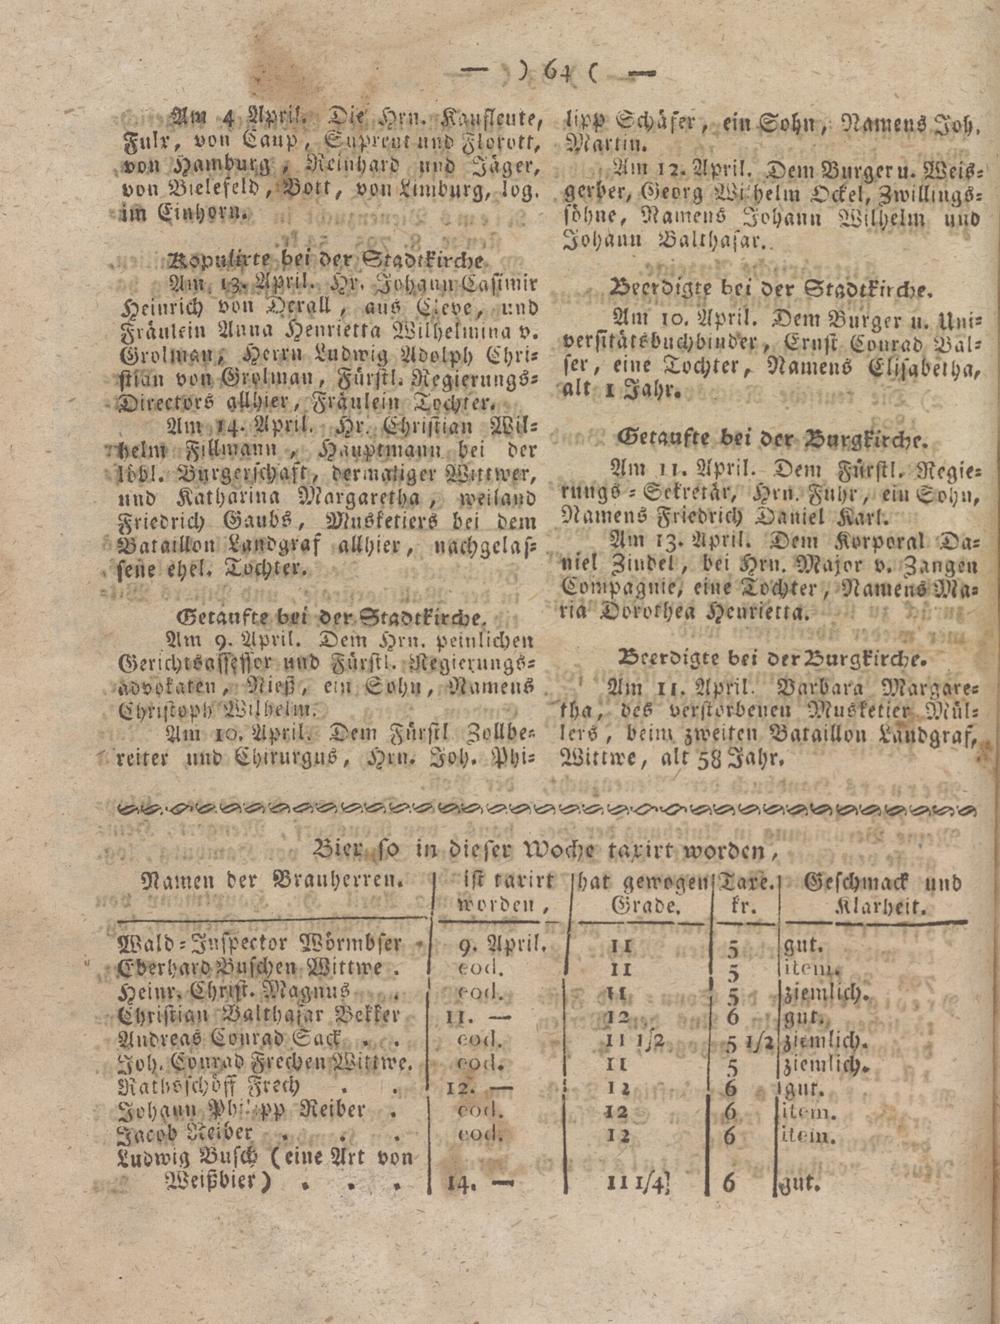 — ) 64 ( —
Am 4 April. Die Hrn. Kaufleute,
Fulr, von Caup, Suprent und Florott,
von Hamburg, Reinhard und Jäger,
von Bielefeld, Bott, von Limburg, log.
im Einhorn.
Kopulirte bei der Stadtkirche
Am 13. April. Hr. Johann Casimir
Heinrich von Derall, aus Cleve, und
Fräulein Anna Henrietta Wilhelmina v.
Grolman, Herrn Ludwig Adolph Chri-
stian von Grolman, Fürstl. Regierungs-
Directors allhier, Fräulein Tochter.
Am 14. April. Hr. Christian Wil-
helm Fillmann, Hauptmann bei der
löbl. Burgerschaft, dermaliger Wittwer,
und Katharina Margaretha, weiland
Friedrich Gaubs, Musketiers bei dem
Bataillon Landgraf allhier, nachgelas-
sene ehel. Tochter.
Getaufte bei der Stadtkirche.
Am 9. April. Dem Hrn. peinlichen
Gerichtsassessor und Fürstl. Regierungs-
advokaten, Rieß, ein Sohn, Namens
Christoph Wilhelm.
Am 10. April. Dem Fürstl Zollbe-
reiter und Chirurgus, Hrn. Joh. Phi-
lipp Schäfer, ein Sohn, Namens Joh.
Martin.
Am 12. April. Dem Burger u. Weis-
gerber, Georg Wilhelm Ockel, Zwillings-
söhne, Namens Johann Wilhelm und
Johann Balthasar.
Beerdigte bei der Stadtkirche.
Am 10. April. Dem Burger u. Uni-
versitätsbuchbinder, Ernst Conrad Bal-
ser, eine Tochter, Namens Elisabetha,
alt 1 Jahr.
Getaufte bei der Burgkirche.
Am 11. April. Dem Fürstl. Regie-
rungs-Sekretär, Hrn. Fuhr, ein Sohn,
Namens Friedrich Daniel Karl.
Am 13. April. Dem Korporal Da-
niel Zindel, bei Hrn. Major v. Zangen
Compagnie, eine Tochter, Namens Ma-
ria Dorothea Henrietta.
Beerdigte bei der Burgkirche.
Am 11. April. Barbara Margare-
tha, des verstorbenen Musketier Mül-
lers, beim zweiten Bataillon Landgraf,
Wittwe, alt 58 Jahr.
Bier so in dieser Woche taxirt worden,
Namen der Brauherren. ist taxirt hat gewogen Taxe. Geschmack und
worden, Grade. kr. Klarheit.
Wald-Inspector Wörmbser 9. April. 11 5 gut.
Eberhard Buschen Wittwe . eod. 11 5 item.
Heinr. Christ. Magnus . eod. 11 5 ziemlich.
Christian Balthasar Bekker 11. — 12 6 gut.
Andreas Conrad Sack . . eod. 11 1/2 5 1/2 ziemlich.
Joh. Conrad Frechen Wittwe. eod. 11 5 ziemlich.
Rathsschöff Frech . . 12. — 12 6 gut.
Johann Philipp Reiber . eod. 12 6 item.
Jacob Reiber . . . eod. 12 6 item.
Ludwig Busch (eine Art von
Weißbier) . . . 14. — 11 1/4 6 gut.